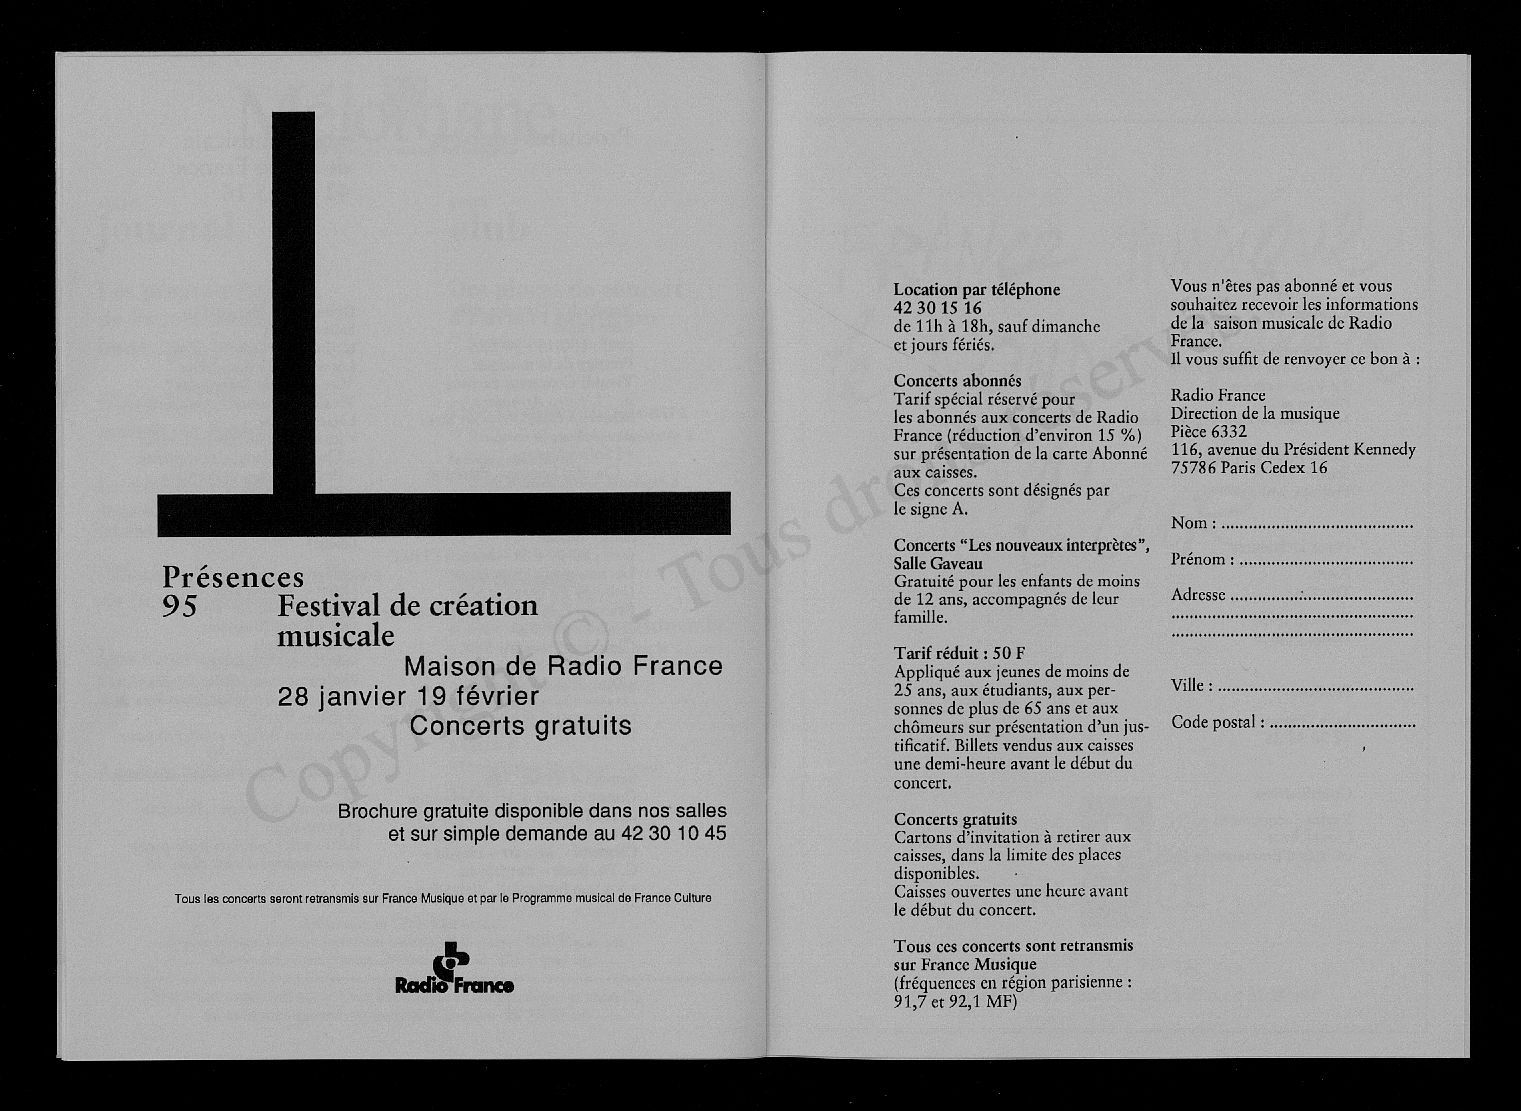 Présences
95 Festival de création
musicale
Maison de Radio France
28 janvier 19 février
Concerts gratuits
Brochure gratuite disponible dans nos salles
et sur simple demande au 42 30 10 45
Tous les concerts seront retransmis sur France Musique et par le Programme musical de France Culture
Radio France
Location par téléphone
42 30 15 16
de 11h à 18h, sauf dimanche
et jours fériés.
Concerts abonnés
Tarif spécial réservé pour
les abonnés aux concerts de Radio
France (réduction d'environ 15 %)
sur présentation de la carte Abonné
aux caisses.
Ces concerts sont désignés par
le signe A.
Concerts “Les nouveaux interprètes”,
Salle Gaveau
Gratuité pour les enfants de moins
de 12 ans, accompagnés de leur
famille.
Tarif réduit : 50 F
Appliqué aux jeunes de moins de
25 ans, aux étudiants, aux per-
sonnes de plus de 65 ans et aux
chômeurs sur présentation d'un jus-
tificatif. Billets vendus aux caisses
une demi-heure avant le début du
concert.
Concerts gratuits
Cartons d'invitation à retirer aux
caisses, dans la limite des places
disponibles.
Caisses ouvertes une heure avant
le début du concert.
Tous ces concerts sont retransmis
sur France Musique
(fréquences en région parisienne :
91,7 et 92,1 MF)
Vous n'êtes pas abonné et vous
souhaitez recevoir les informations
de la saison musicale de Radio
France.
Il vous suffit de renvoyer ce bon à :
Radio France
Direction de la musique
Pièce 6332
116, avenue du Président Kennedy
75786 Paris Cedex 16
Nom : ..........................................
Prénom : ......................................
Adresse ........................................
.....................................................
.....................................................
Ville : ...........................................
Code postal : ................................
Copyright © - Tous droits réservés